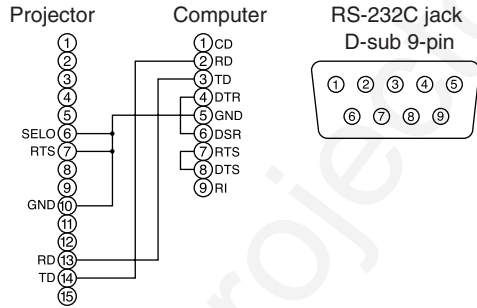 Projector Computer RS-232C jack
D-sub 9-pin
1 1 CD
2 2 RD
3 3 TD 1 2 3 4 5
4 4 DTR
5 5 GND 6 7 8 9
SELO 6 6 DSR
RTS 7 7 RTS
8 8 DTS
9 9 RI
GND 10
11
12
RD 13
TD 14
15